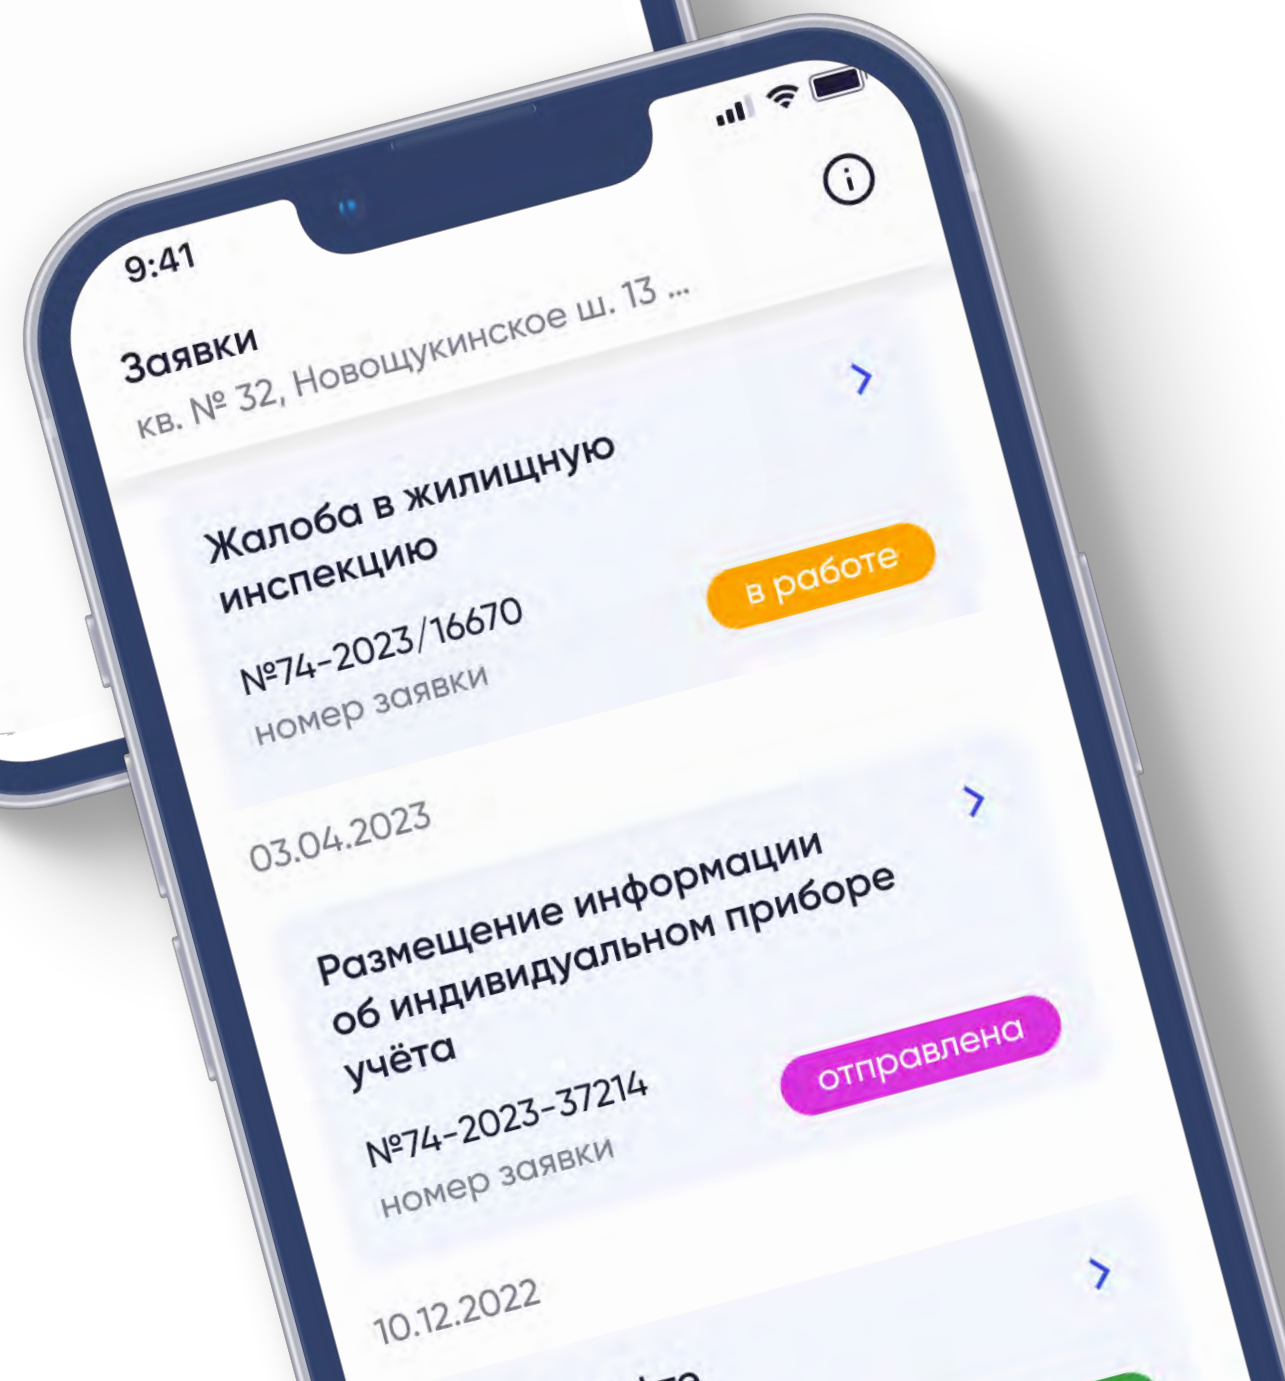 9:41
Заявки
кв. № 32, Новощукинское ш. 13 ...
Жалоба в жилищную
инспекцию
в работе
№74-2023/16670
номер заявки
03.04.2023
Размещение информации
об индивидуальном приборе
учёта
отправлена
№74-2023-37214
номер заявки
10.12.2022